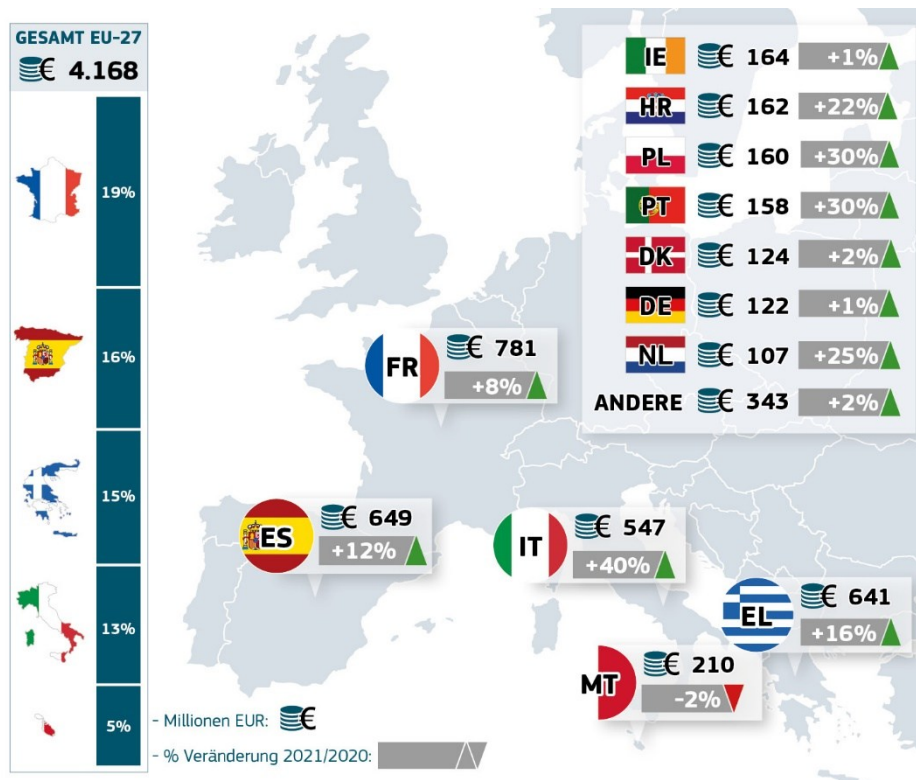 GESAMT EU-27
€ 4.168
19%
16%
15%
13%
5%
IE € 164 +1%
HR € 162 +22%
PL € 160 +30%
PT € 158 +30%
DK € 124 +2%
DE € 122 +1%
NL € 107 +25%
ANDERE € 343 +2%
FR € 781
+8%
ES € 649
+12%
IT € 547
+40%
EL € 641
+16%
MT € 210
-2%
- Millionen EUR: €
- % Veränderung 2021/2020: